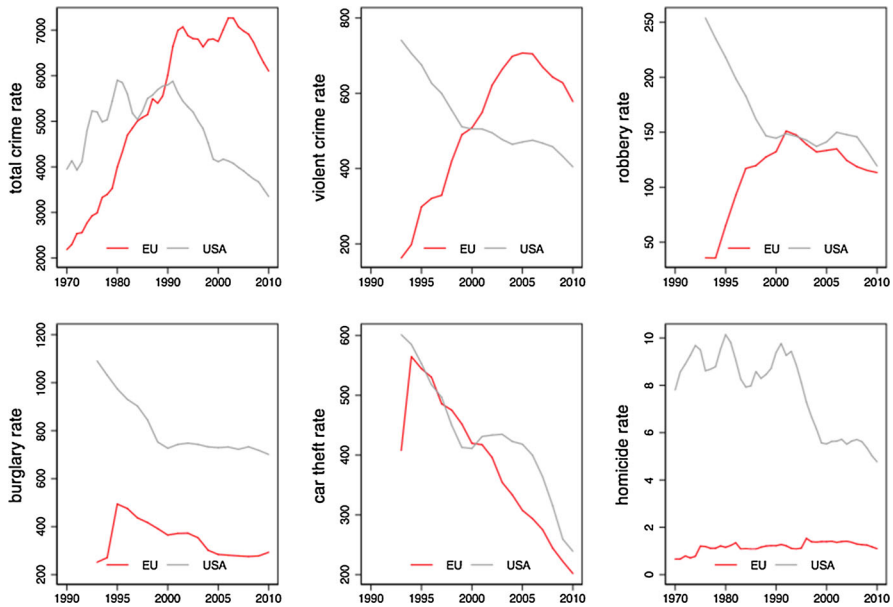 total crime rate
7000
6000
5000
4000
3000
2000
EU USA
1970 1980 1990 2000 2010
violent crime rate
800
600
400
200
EU USA
1990 1995 2000 2005 2010
robbery rate
250
200
150
100
50
EU USA
1990 1995 2000 2005 2010
burglary rate
1200
1000
800
600
400
200
EU USA
1990 1995 2000 2005 2010
car theft rate
600
500
400
300
200
EU USA
1990 1995 2000 2005 2010
homicide rate
10
8
6
4
2
0
EU USA
1970 1980 1990 2000 2010